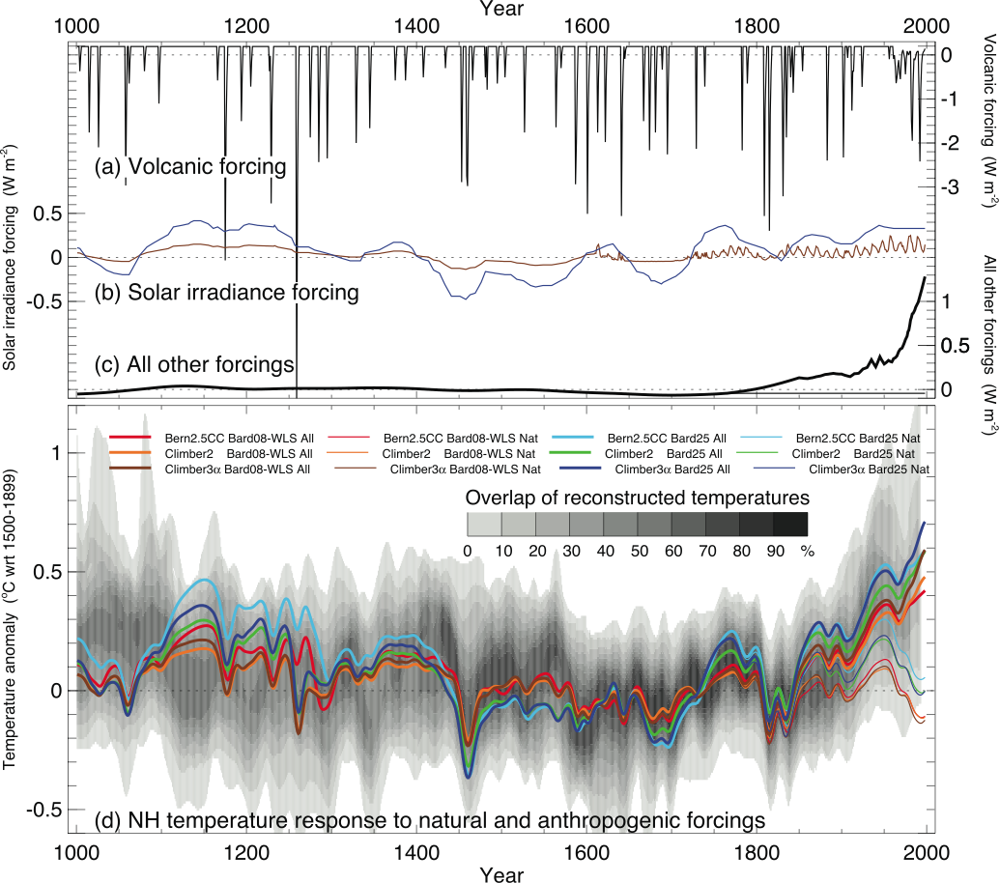 Year
1000 1200 1400 1600 1800 2000
0
-1
-2
-3
Volcanic forcing (W m-2)
(a) Volcanic forcing
0.5
0
-0.5
Solar irradiance forcing (W m-2)
(b) Solar irradiance forcing
1
0.5
0
All other forcings (W m-2)
(c) All other forcings
Bern2.5CC Bard08-WLS All Bern2.5CC Bard08-WLS Nat Bern2.5CC Bard25 All Bern2.5CC Bard25 Nat
Climber2 Bard08-WLS All Climber2 Bard08-WLS Nat Climber2 Bard25 All Climber2 Bard25 Nat
Climber3α Bard08-WLS All Climber3α Bard08-WLS Nat Climber3α Bard25 All Climber3α Bard25 Nat
Overlap of reconstructed temperatures
0 10 20 30 40 50 60 70 80 90 %
1
0.5
0
-0.5
Temperature anomaly (°C wrt 1500-1899)
(d) NH temperature response to natural and anthropogenic forcings
1000 1200 1400 1600 1800 2000
Year